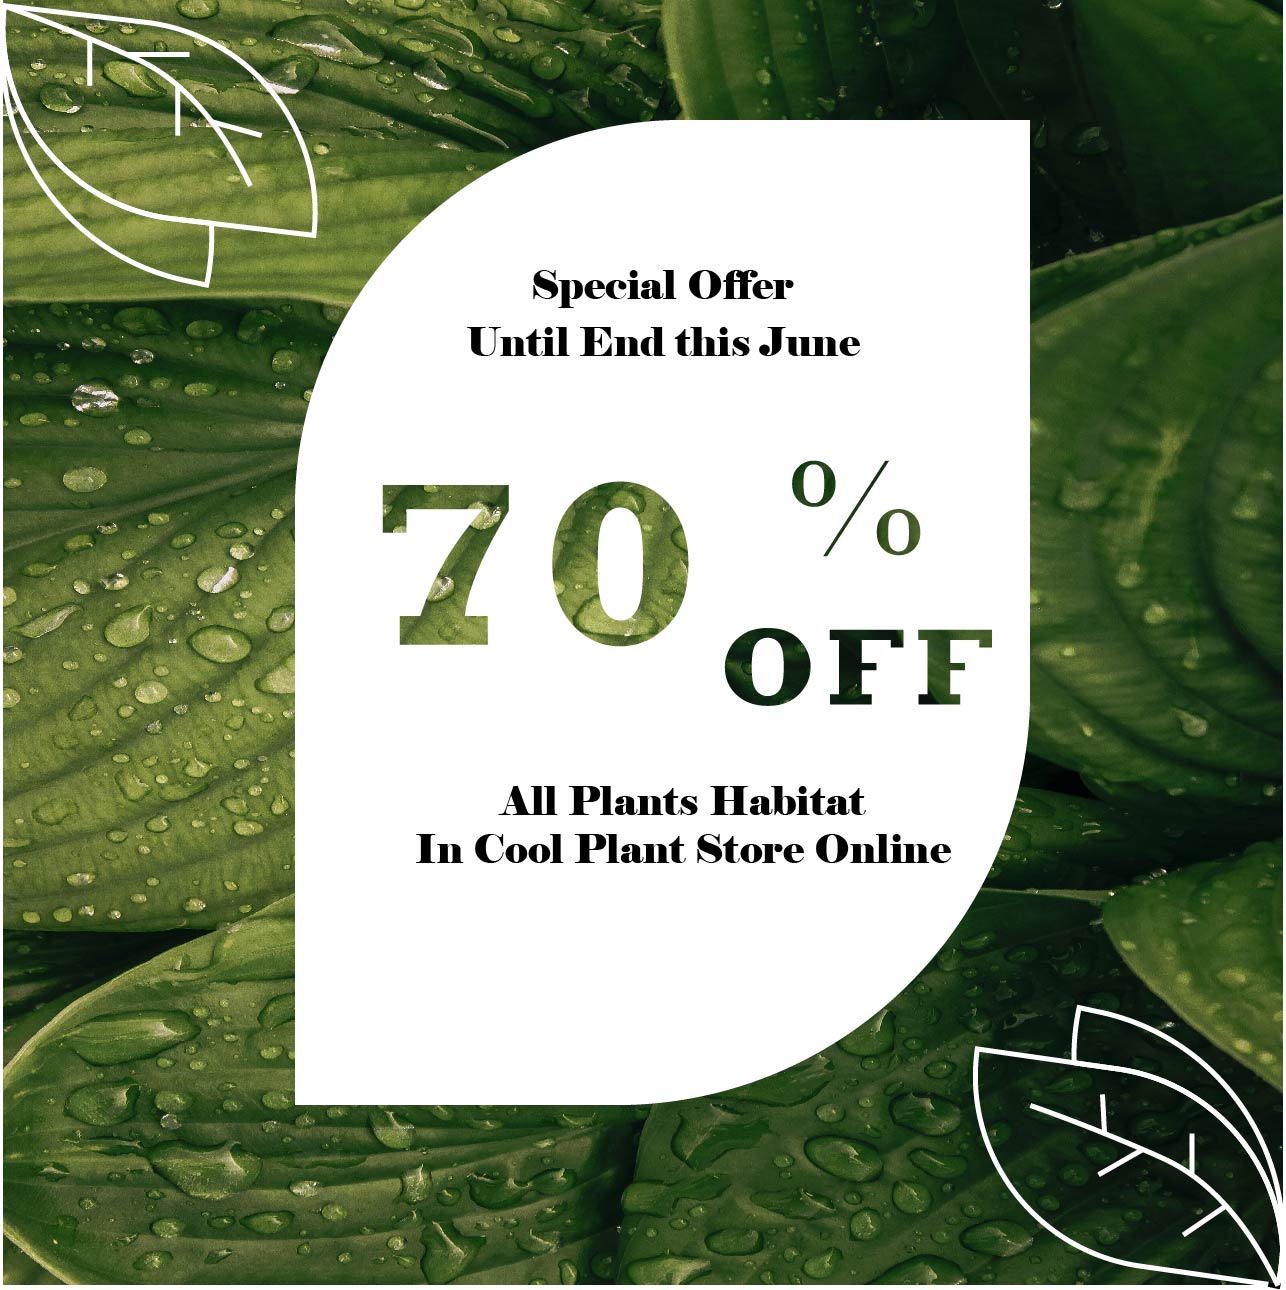 Special Offer
Until End this June
70 %
OFF
All Plants Habitat
In Cool Plant Store Online